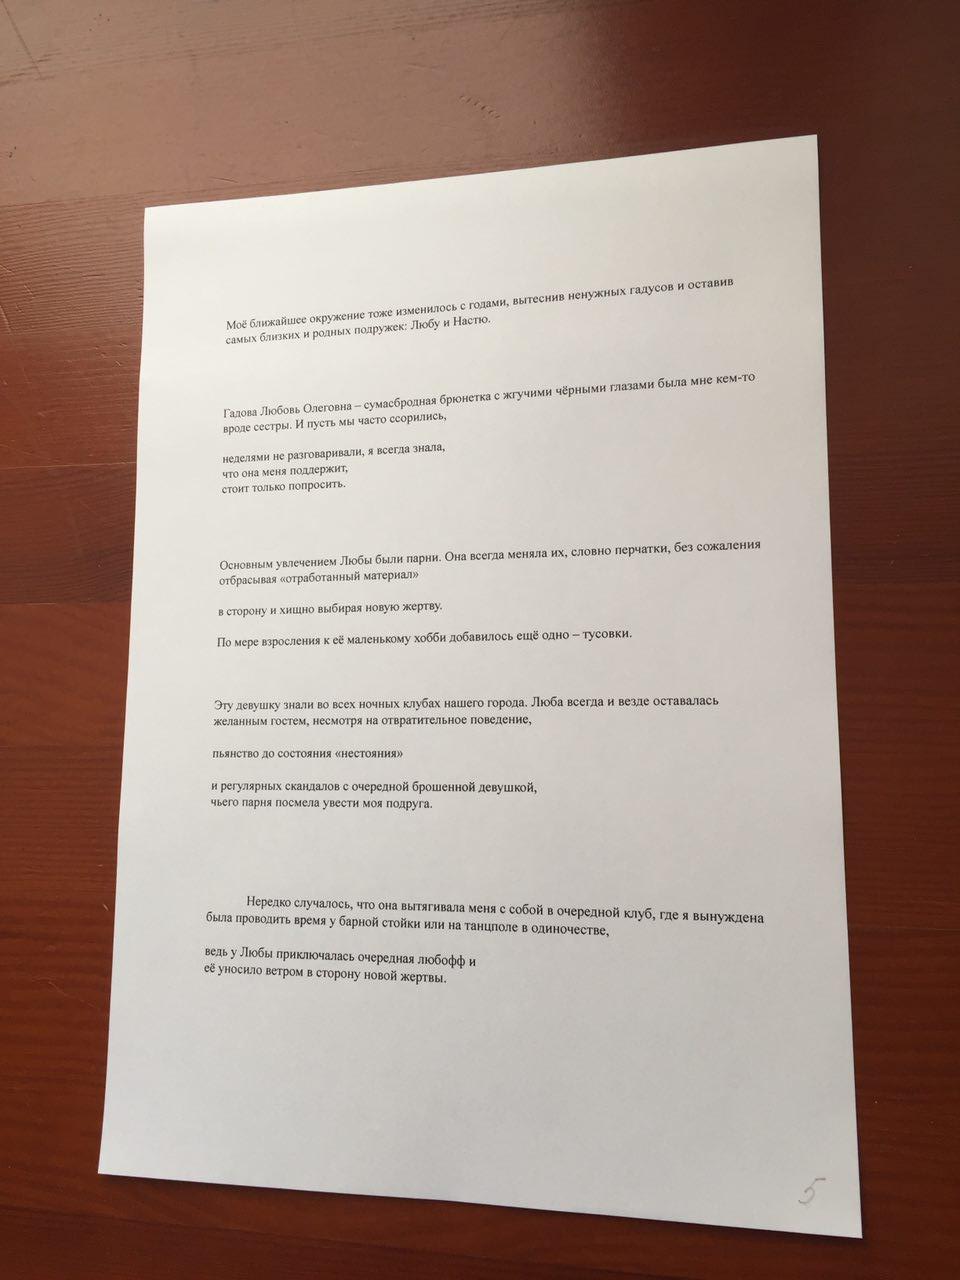 Моё ближайшее окружение тоже изменилось с годами, вытеснив ненужных гадусов и оставив
самых близких и родных подружек: Любу и Настю.
Гадова Любовь Олеговна – сумасбродная брюнетка с жгучими чёрными глазами была мне кем-то
вроде сестры. И пусть мы часто ссорились,
неделями не разговаривали, я всегда знала,
что она меня поддержит,
стоит только попросить.
Основным увлечением Любы были парни. Она всегда меняла их, словно перчатки, без сожаления
отбрасывая «отработанный материал»
в сторону и хищно выбирая новую жертву.
По мере взросления к её маленькому хобби добавилось ещё одно – тусовки.
Эту девушку знали во всех ночных клубах нашего города. Люба всегда и везде оставалась
желанным гостем, несмотря на отвратительное поведение,
пьянство до состояния «нестояния»
и регулярных скандалов с очередной брошенной девушкой,
чьего парня посмела увести моя подруга.
Нередко случалось, что она вытягивала меня с собой в очередной клуб, где я вынуждена
была проводить время у барной стойки или на танцполе в одиночестве,
ведь у Любы приключалась очередная любофф и
её уносило ветром в сторону новой жертвы.
5